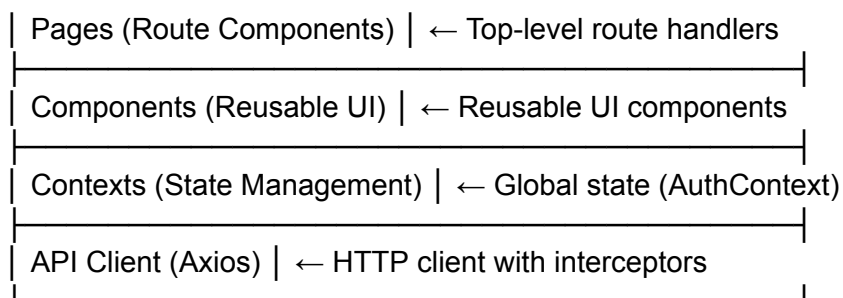 │ Pages (Route Components) │ ← Top-level route handlers
├─────────────────────────────────────────┤
│ Components (Reusable UI) │ ← Reusable UI components
├─────────────────────────────────────────┤
│ Contexts (State Management) │ ← Global state (AuthContext)
├─────────────────────────────────────────┤
│ API Client (Axios) │ ← HTTP client with interceptors